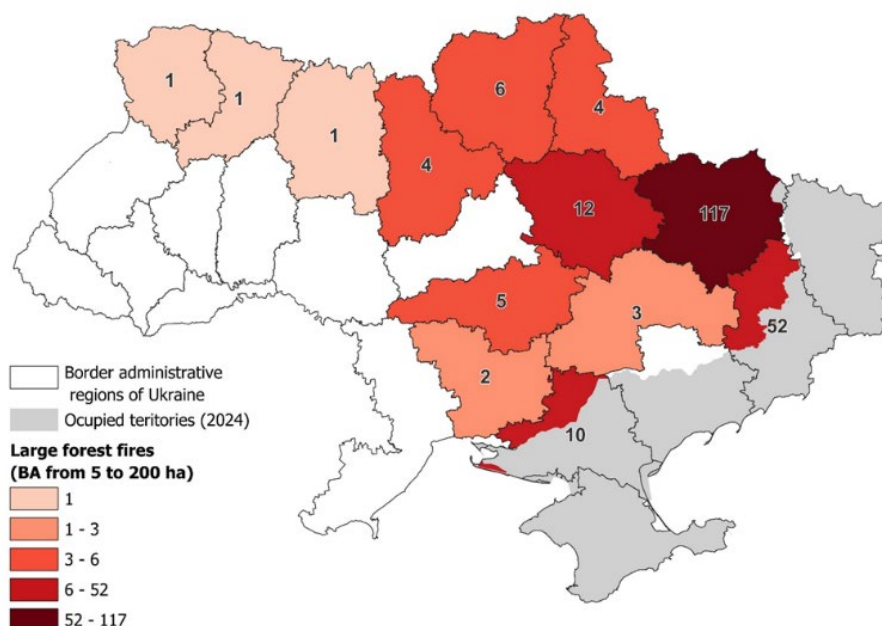 1
1
1
4
6
4
12
117
5
3
52
2
10
Border administrative
regions of Ukraine
Ocupied teritories (2024)
Large forest fires
(BA from 5 to 200 ha)
1
1 - 3
3 - 6
6 - 52
52 - 117